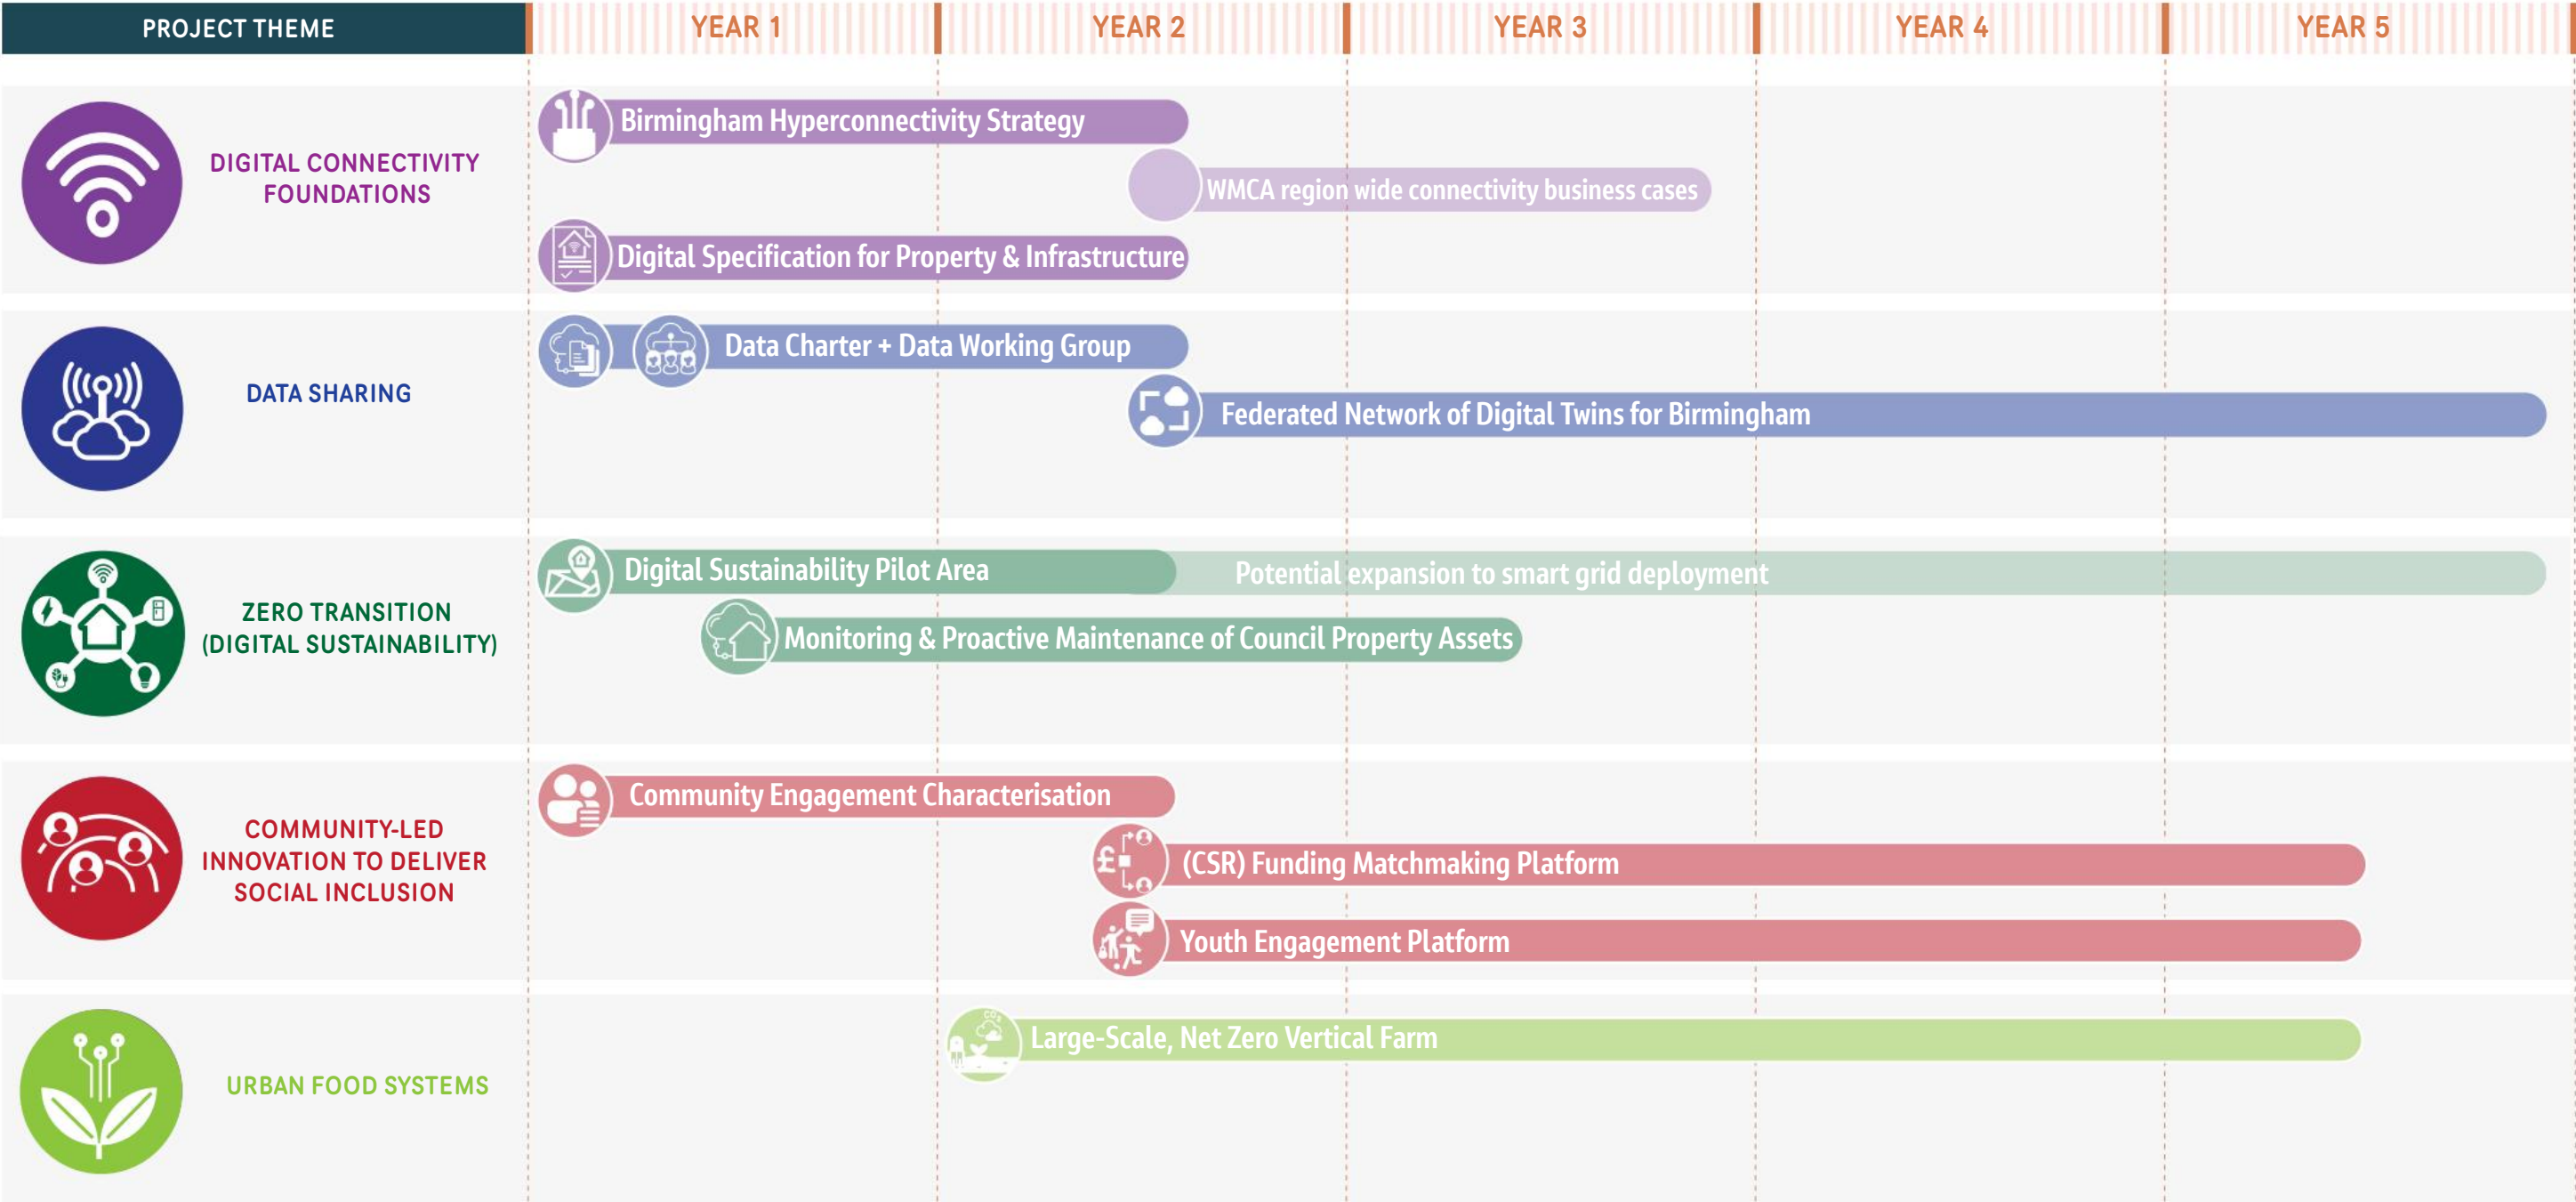 PROJECT THEME
YEAR 1
YEAR 2
YEAR 3
YEAR 4
YEAR 5
DIGITAL CONNECTIVITY
FOUNDATIONS
Birmingham Hyperconnectivity Strategy
WMCA region wide connectivity business cases
Digital Specification for Property & Infrastructure
DATA SHARING
Data Charter + Data Working Group
Federated Network of Digital Twins for Birmingham
ZERO TRANSITION
(DIGITAL SUSTAINABILITY)
Digital Sustainability Pilot Area
Potential expansion to smart grid deployment
Monitoring & Proactive Maintenance of Council Property Assets
COMMUNITY-LED
INNOVATION TO DELIVER
SOCIAL INCLUSION
Community Engagement Characterisation
£
(CSR) Funding Matchmaking Platform
Youth Engagement Platform
URBAN FOOD SYSTEMS
CO₂
Large-Scale, Net Zero Vertical Farm